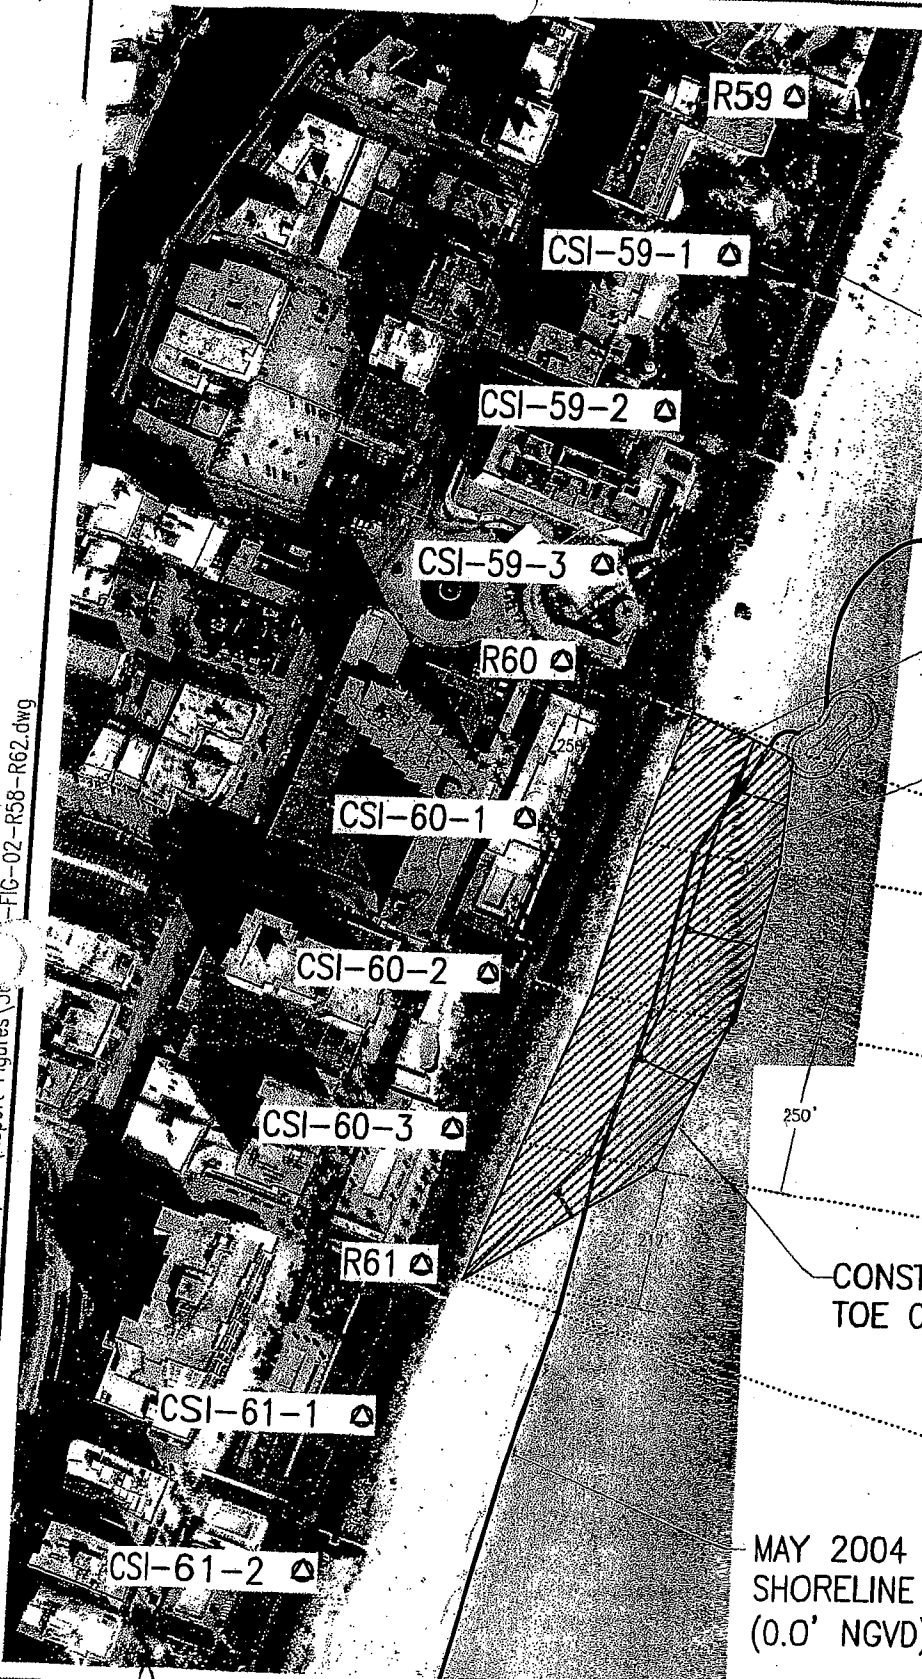 R59
CSI-59-1
CSI-59-2
CSI-59-3
R60
250'
CSI-60-1
CSI-60-2
CSI-60-3
250'
210'
R61
CONST
TOE
CSI-61-1
CSI-61-2
MAY 2004
SHORELINE
(0.0' NGVD)
-FIG-02-R58-R62.dwg